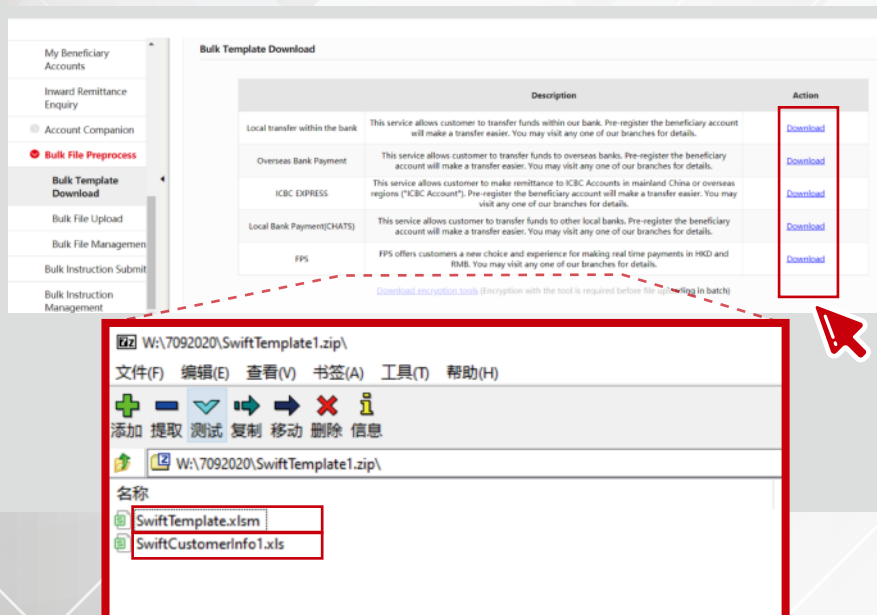 My Beneficiary
Accounts
Inward Remittance
Enquiry
Account Companion
Bulk File Preprocess
Bulk Template
Download
Bulk File Upload
Bulk File Managemen
Bulk Instruction Submit
Bulk Instruction
Management
Bulk Template Download
Description Action
Local transfer within the bank This service allows customer to transfer funds within our bank. Pre-register the beneficiary account
will make a transfer easier. You may visit any one of our branches for details. Download
Overseas Bank Payment This service allows customer to transfer funds to overseas banks. Pre-register the beneficiary
account will make a transfer easier. You may visit any one of our branches for details. Download
ICBC EXPRESS This service allows customer to make remittance to ICBC Accounts in mainland China or overseas
regions ("ICBC Account"). Pre-register the beneficiary account will make a transfer easier. You may
visit any one of our branches for details. Download
Local Bank Payment(CHATS) This service allows customer to transfer funds to other local banks. Pre-register the beneficiary
account will make a transfer easier. You may visit any one of our branches for details. Download
FPS FPS offers customers a new choice and experience for making real time payments in HKD and
RMB. You may visit any one of our branches for details. Download
Download encryption tools (Encryption with the tool is required before file uploading in batch)
7z W:\7092020\SwiftTemplate1.zip\
文件(F) 编辑(E) 查看(V) 书签(A) 工具(T) 帮助(H)
添加 提取 测试 复制 移动 删除 信息
W:\7092020\SwiftTemplate1.zip\
名称
SwiftTemplate.xlsm
SwiftCustomerInfo1.xls